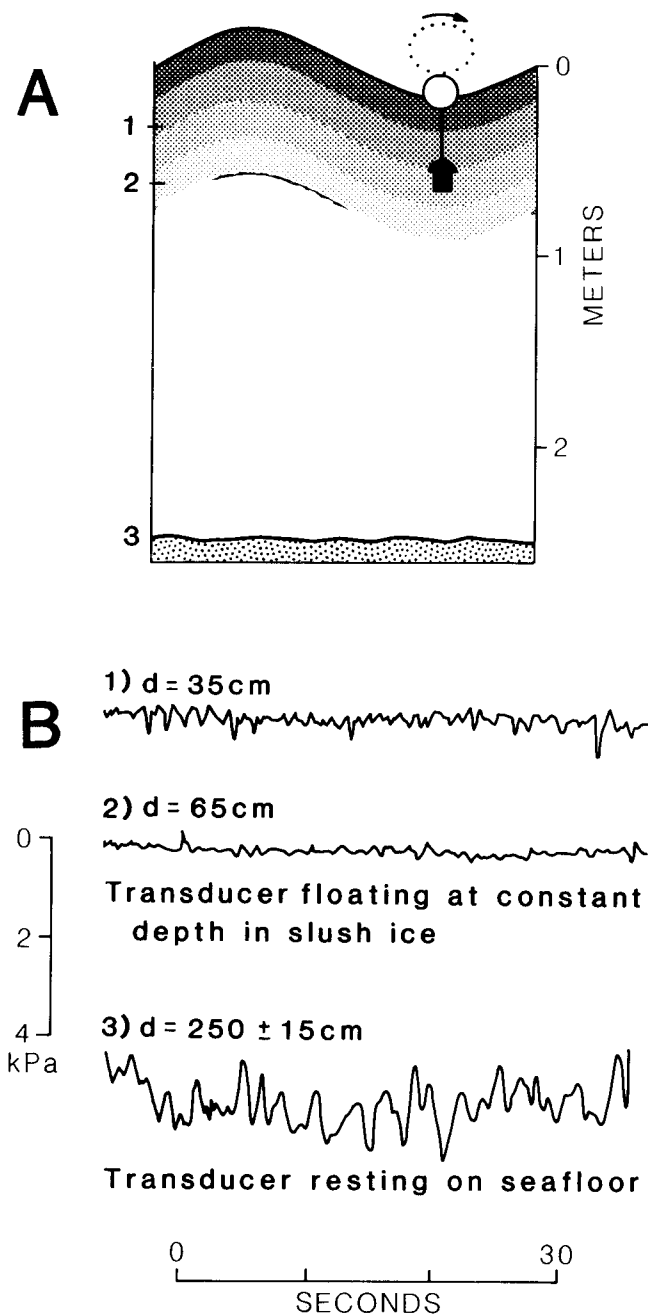 A
0
1
2
1
METERS
2
3
B
1) d = 35cm
2) d = 65cm
0
Transducer floating at constant
depth in slush ice
2
4
kPa
3) d = 250 ± 15cm
Transducer resting on seafloor
0 30
SECONDS